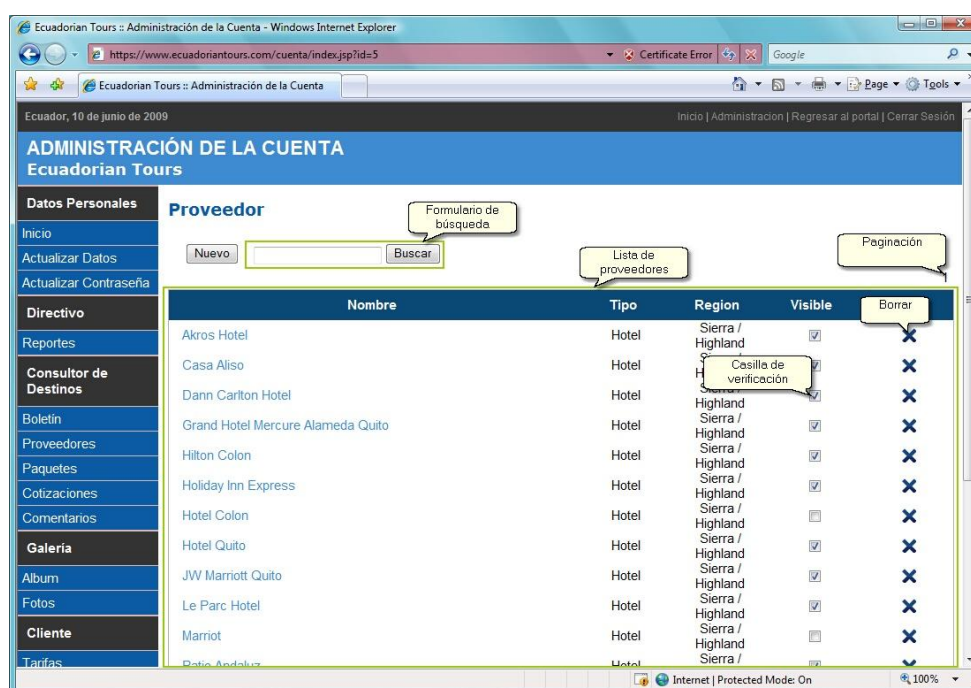 Ecuadorian Tours :: Administración de la Cuenta - Windows Internet Explorer
https://www.ecuadoriantours.com/cuenta/index.jsp?id=5
Certificate Error
Google
Ecuadorian Tours :: Administración de la Cuenta
Page
Tools
Ecuador, 10 de junio de 2009
Inicio | Administracion | Regresar al portal | Cerrar Sesión
ADMINISTRACIÓN DE LA CUENTA
Ecuadorian Tours
Datos Personales
Inicio
Actualizar Datos
Actualizar Contraseña
Directivo
Reportes
Consultor de
Destinos
Boletín
Proveedores
Paquetes
Cotizaciones
Comentarios
Galería
Album
Fotos
Cliente
Tarifas
Proveedor
Formulario de
búsqueda
Nuevo
Buscar
Lista de
proveedores
Paginación
1
Nombre Tipo Region Visible
Borrar
Akros Hotel Hotel Sierra /
Highland
Casa Aliso Hotel
Casilla de
verificación
Dann Carlton Hotel Hotel
Highland
Grand Hotel Mercure Alameda Quito Hotel Sierra /
Highland
Hilton Colon Hotel Sierra /
Highland
Holiday Inn Express Hotel Sierra /
Highland
Hotel Colon Hotel Sierra /
Highland
Hotel Quito Hotel Sierra /
Highland
JW Marriott Quito Hotel Sierra /
Highland
Le Parc Hotel Hotel Sierra /
Highland
Marriot Hotel Sierra /
Highland
Patio Andaluz Hotel Sierra /
Internet | Protected Mode: On
100%